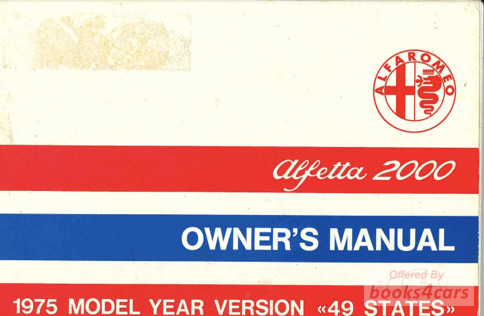 ALFA ROMEO
Alfetta 2000
OWNER'S MANUAL
Offered By
books4cars
1975 MODEL YEAR VERSION «49 STATES»